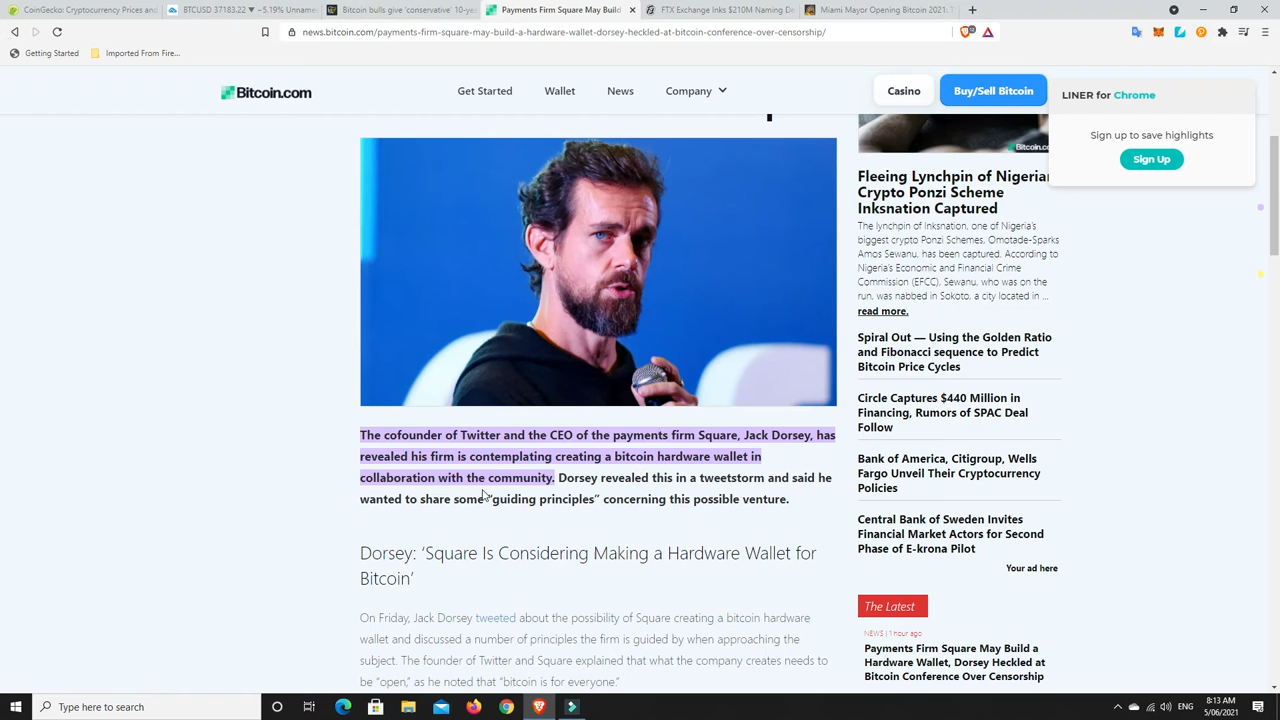 CoinGecko: Cryptocurrency Prices and
BTCUSD 37183.22 ▼ −5.19% Unnam
Bitcoin bulls give 'conservative' 10-ye
Payments Firm Square May Build
FTX Exchange Inks $210M Naming De
Miami Mayor Opening Bitcoin 2021:
news.bitcoin.com/payments-firm-square-may-build-a-hardware-wallet-dorsey-heckled-at-bitcoin-conference-over-censorship/
Getting Started
Imported From Fire...
Bitcoin.com
Get Started
Wallet
News
Company
Casino
Buy/Sell Bitcoin
LINER for Chrome
Sign up to save highlights
Sign Up
The cofounder of Twitter and the CEO of the payments firm Square, Jack Dorsey, has
revealed his firm is contemplating creating a bitcoin hardware wallet in
collaboration with the community. Dorsey revealed this in a tweetstorm and said he
wanted to share some "guiding principles" concerning this possible venture.
Dorsey: 'Square Is Considering Making a Hardware Wallet for
Bitcoin'
On Friday, Jack Dorsey tweeted about the possibility of Square creating a bitcoin hardware
wallet and discussed a number of principles the firm is guided by when approaching the
subject. The founder of Twitter and Square explained that what the company creates needs to
be "open," as he noted that "bitcoin is for everyone."
Bitcoin.co
Fleeing Lynchpin of Nigerian
Crypto Ponzi Scheme
Inksnation Captured
The lynchpin of Inksnation, one of Nigeria's
biggest crypto Ponzi Schemes, Omotade-Sparks
Amos Sewanu, has been captured. According to
Nigeria's Economic and Financial Crime
Commission (EFCC), Sewanu, who was on the
run, was nabbed in Sokoto, a city located in ...
read more.
Spiral Out — Using the Golden Ratio
and Fibonacci sequence to Predict
Bitcoin Price Cycles
Circle Captures $440 Million in
Financing, Rumors of SPAC Deal
Follow
Bank of America, Citigroup, Wells
Fargo Unveil Their Cryptocurrency
Policies
Central Bank of Sweden Invites
Financial Market Actors for Second
Phase of E-krona Pilot
Your ad here
The Latest
NEWS | 1 hour ago
Payments Firm Square May Build a
Hardware Wallet, Dorsey Heckled at
Bitcoin Conference Over Censorship
Type here to search
ENG
8:13 AM
5/06/2021